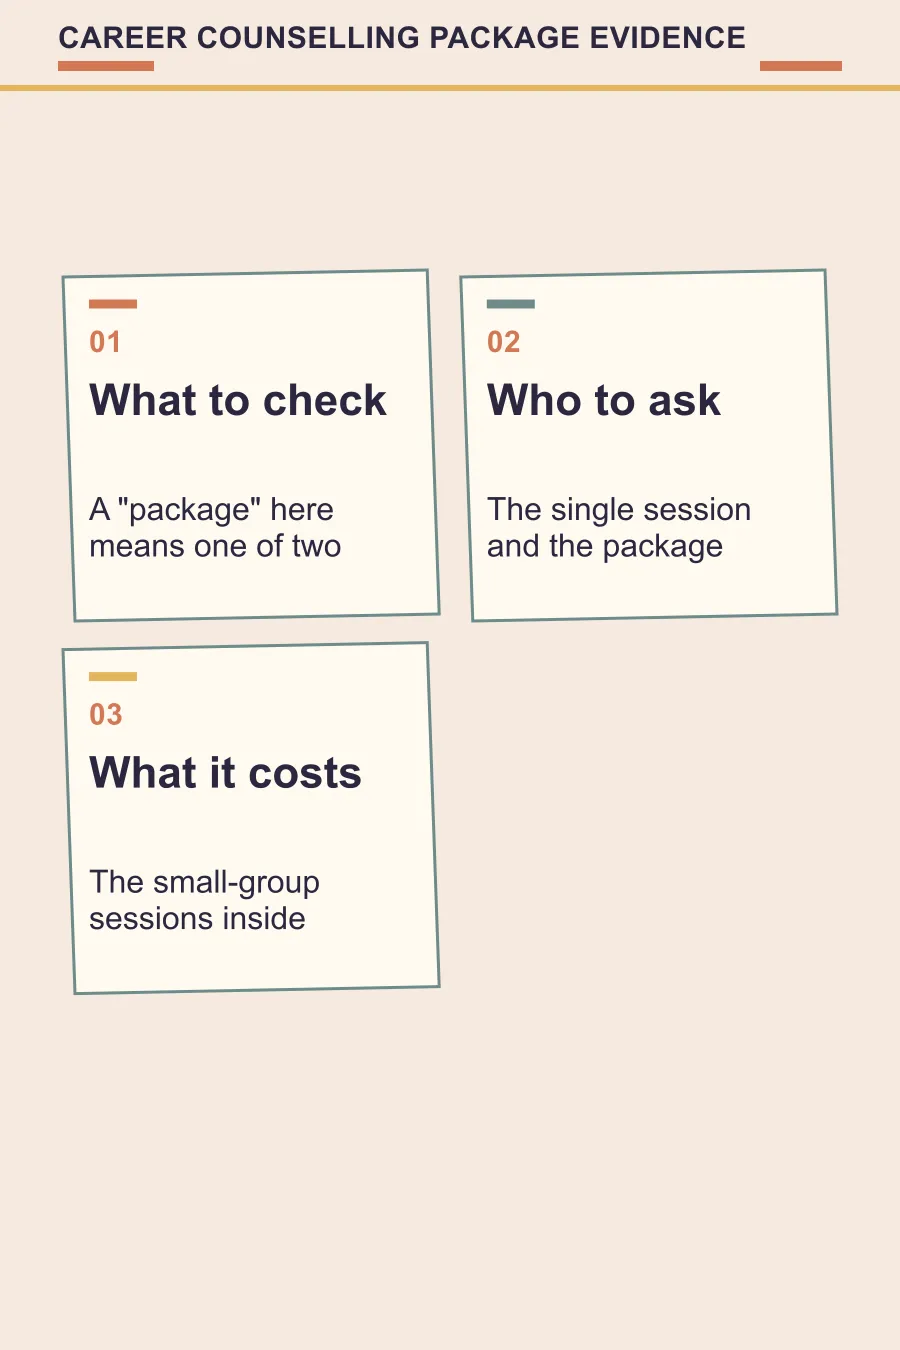 CAREER COUNSELLING PACKAGE EVIDENCE
01
What to check
A "package" here
means one of two
02
Who to ask
The single session
and the package
03
What it costs
The small-group
sessions inside